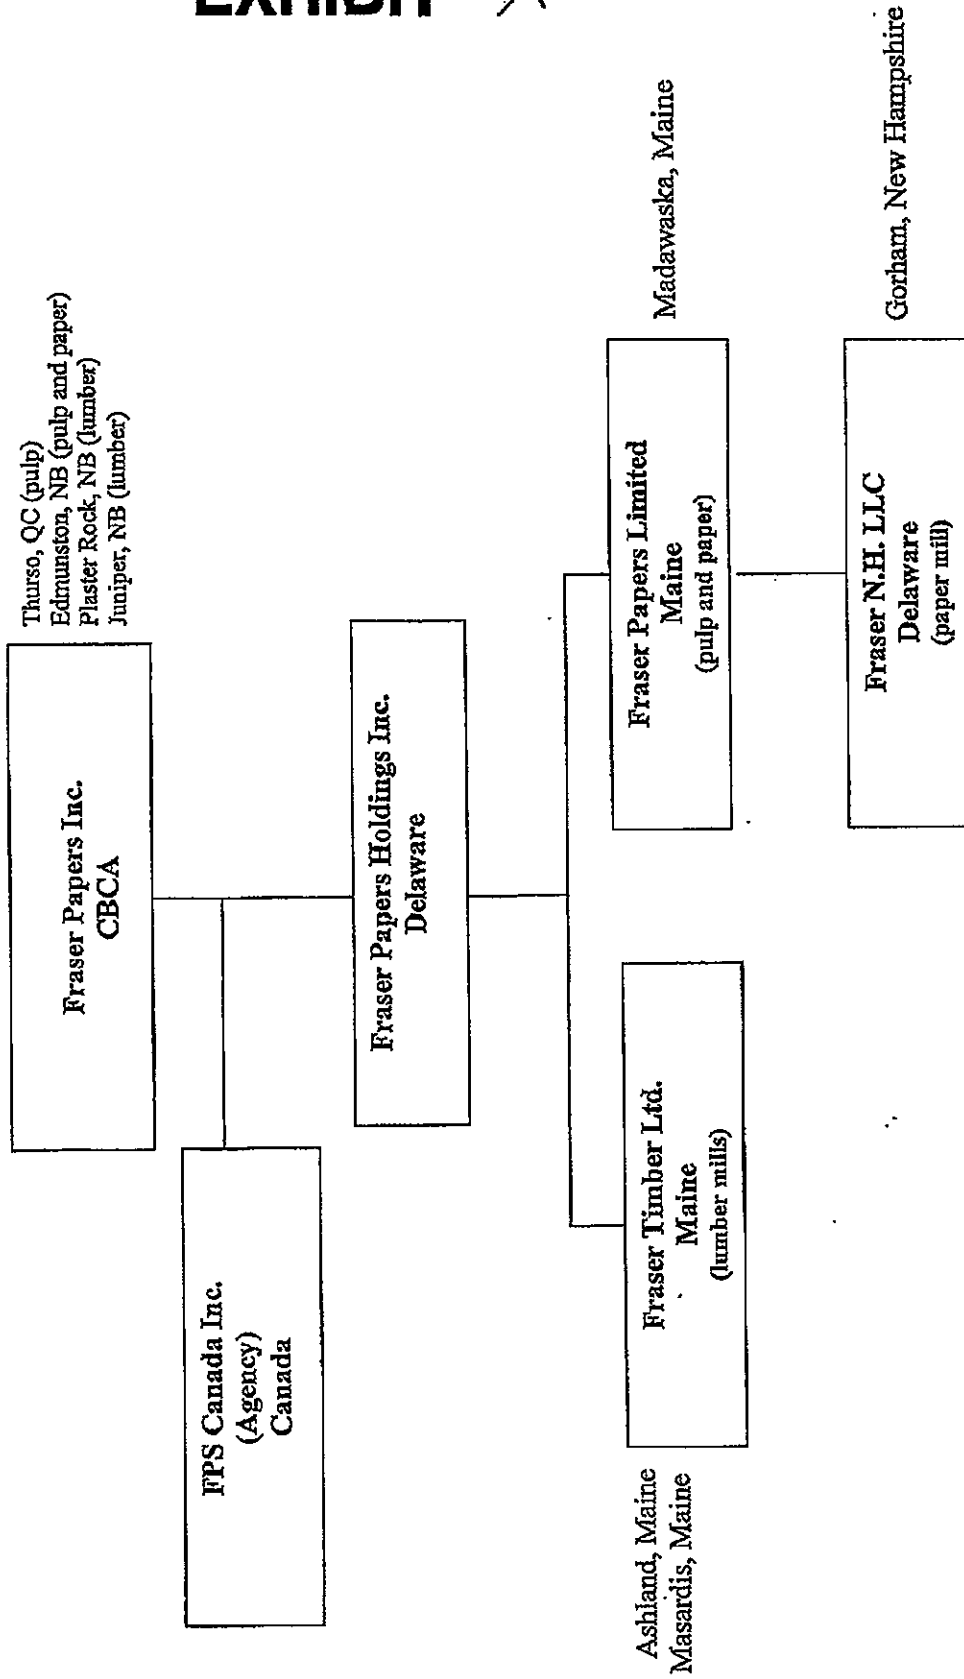 EXHIBIT
Fraser Papers Inc.
CBCA
Thurso, QC (pulp)
Edmunston, NB (pulp and paper)
Plaster Rock, NB (lumber)
Juniper, NB (lumber)
FPS Canada Inc.
(Agency)
Canada
Fraser Papers Holdings Inc.
Delaware
Ashland, Maine
Masardis, Maine
Fraser Timber Ltd.
Maine
(lumber mills)
Fraser Papers Limited
Maine
(pulp and paper)
Madawaska, Maine
Fraser N.H. LLC
Delaware
(paper mill)
Gorham, New Hampshire